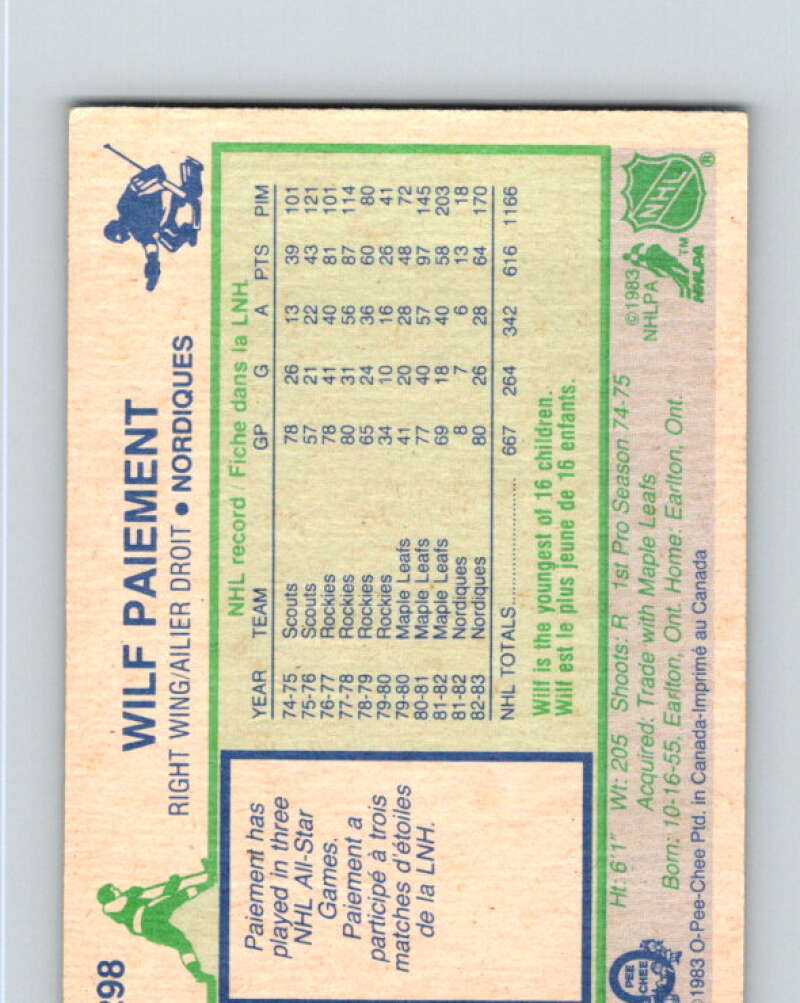 98
WILF PAIEMENT
RIGHT WING/AILIER DROIT ● NORDIQUES
Paiement has
played in three
NHL All-Star
Games.
Paiement a
participé à trois
matches d'étoiles
de la LNH.
NHL record / Fiche dans la LNH
YEAR TEAM GP G A PTS PIM
74-75 Scouts 78 26 13 39 101
75-76 Scouts 57 21 22 43 121
76-77 Rockies 78 41 40 81 101
77-78 Rockies 80 31 56 87 114
78-79 Rockies 65 24 36 60 80
79-80 Rockies 34 10 16 26 41
79-80 Maple Leafs 41 20 28 48 72
80-81 Maple Leafs 77 40 57 97 145
81-82 Maple Leafs 69 18 40 58 203
81-82 Nordiques 8 7 6 13 18
82-83 Nordiques 80 26 28 64 170
NHL TOTALS 667 264 342 616 1166
Wilf is the youngest of 16 children.
Wilf est le plus jeune de 16 enfants.
Ht: 6'1" Wt: 205 Shoots: R 1st Pro Season 74-75
Acquired: Trade with Maple Leafs
Born: 10-16-55, Earlton, Ont. Home: Earlton, Ont.
©1983 O-Pee-Chee Ptd. in Canada-Imprimé au Canada
©1983
NHLPA
NHL ®
NHLPA ™
PEE
CHEE